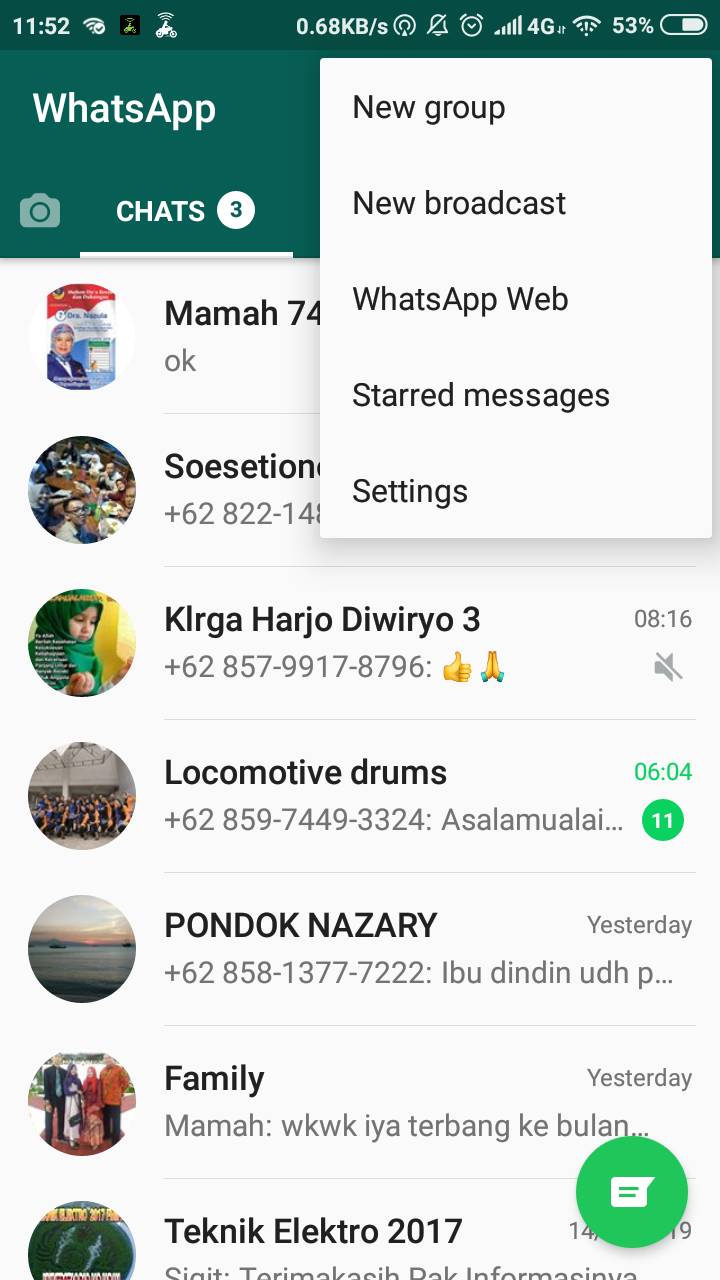 11:52
0.68KB/s
4G
53%
WhatsApp
New group
New broadcast
WhatsApp Web
Starred messages
Settings
CHATS 3
Dra. Nazula
Mamah 74
ok
Soesetion
+62 822-148
Klrga Harjo Diwiryo 3
08:16
+62 857-9917-8796: 👍🙏
Locomotive drums
06:04
+62 859-7449-3324: Asalamualai...
11
PONDOK NAZARY
Yesterday
+62 858-1377-7222: Ibu dindin udh p...
Family
Yesterday
Mamah: wkwk iya terbang ke bulan...
Teknik Elektro 2017
14/
19
Sigit: Terimakasih Pak Informasinya